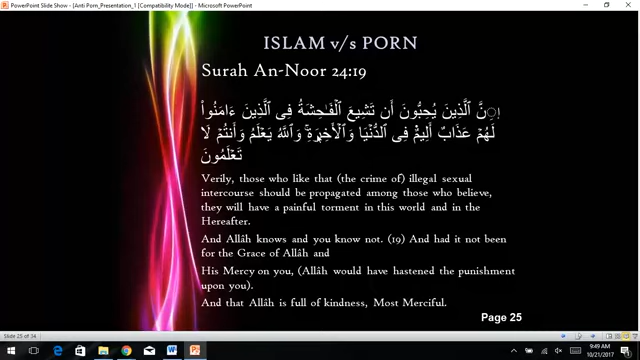 PowerPoint Slide Show - [Anti Porn_Presentation_1 [Compatibility Mode]] - Microsoft PowerPoint
ISLAM v/s PORN
Surah An-Noor 24:19
إِنَّ ٱلَّذِينَ يُحِبُّونَ أَن تَشِيعَ ٱلْفَـٰحِشَةُ فِى ٱلَّذِينَ ءَامَنُوا۟
لَهُمْ عَذَابٌ أَلِيمٌۭ فِى ٱلدُّنْيَا وَٱلْأَخِرَةِ ۚ وَٱللَّهُ يَعْلَمُ وَأَنتُمْ لَا
تَعْلَمُونَ
Verily, those who like that (the crime of) illegal sexual
intercourse should be propagated among those who believe,
they will have a painful torment in this world and in the
Hereafter.
And Allâh knows and you know not. (19) And had it not been
for the Grace of Allâh and
His Mercy on you, (Allâh would have hastened the punishment
upon you).
And that Allâh is full of kindness, Most Merciful.
Page 25
Slide 25 of 34
9:49 AM
10/21/2017